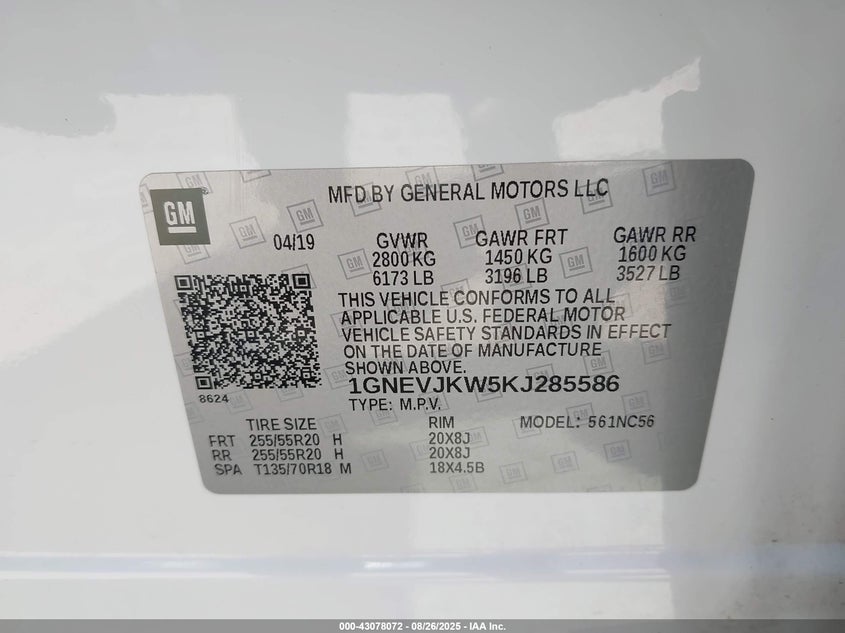 GM
MFD BY GENERAL MOTORS LLC
04/19
GVWR GAWR FRT GAWR RR
2800 KG 1450 KG 1600 KG
6173 LB 3196 LB 3527 LB
THIS VEHICLE CONFORMS TO ALL
APPLICABLE U.S. FEDERAL MOTOR
VEHICLE SAFETY STANDARDS IN EFFECT
ON THE DATE OF MANUFACTURE
SHOWN ABOVE.
8624
1GNEVJKW5KJ285586
TYPE: M.P.V.
TIRE SIZE RIM MODEL: 561NC56
FRT 255/55R20 H 20X8J
RR 255/55R20 H 20X8J
SPA T135/70R18 M 18X4.5B
000-43078072 - 08/26/2025 - IAA Inc.